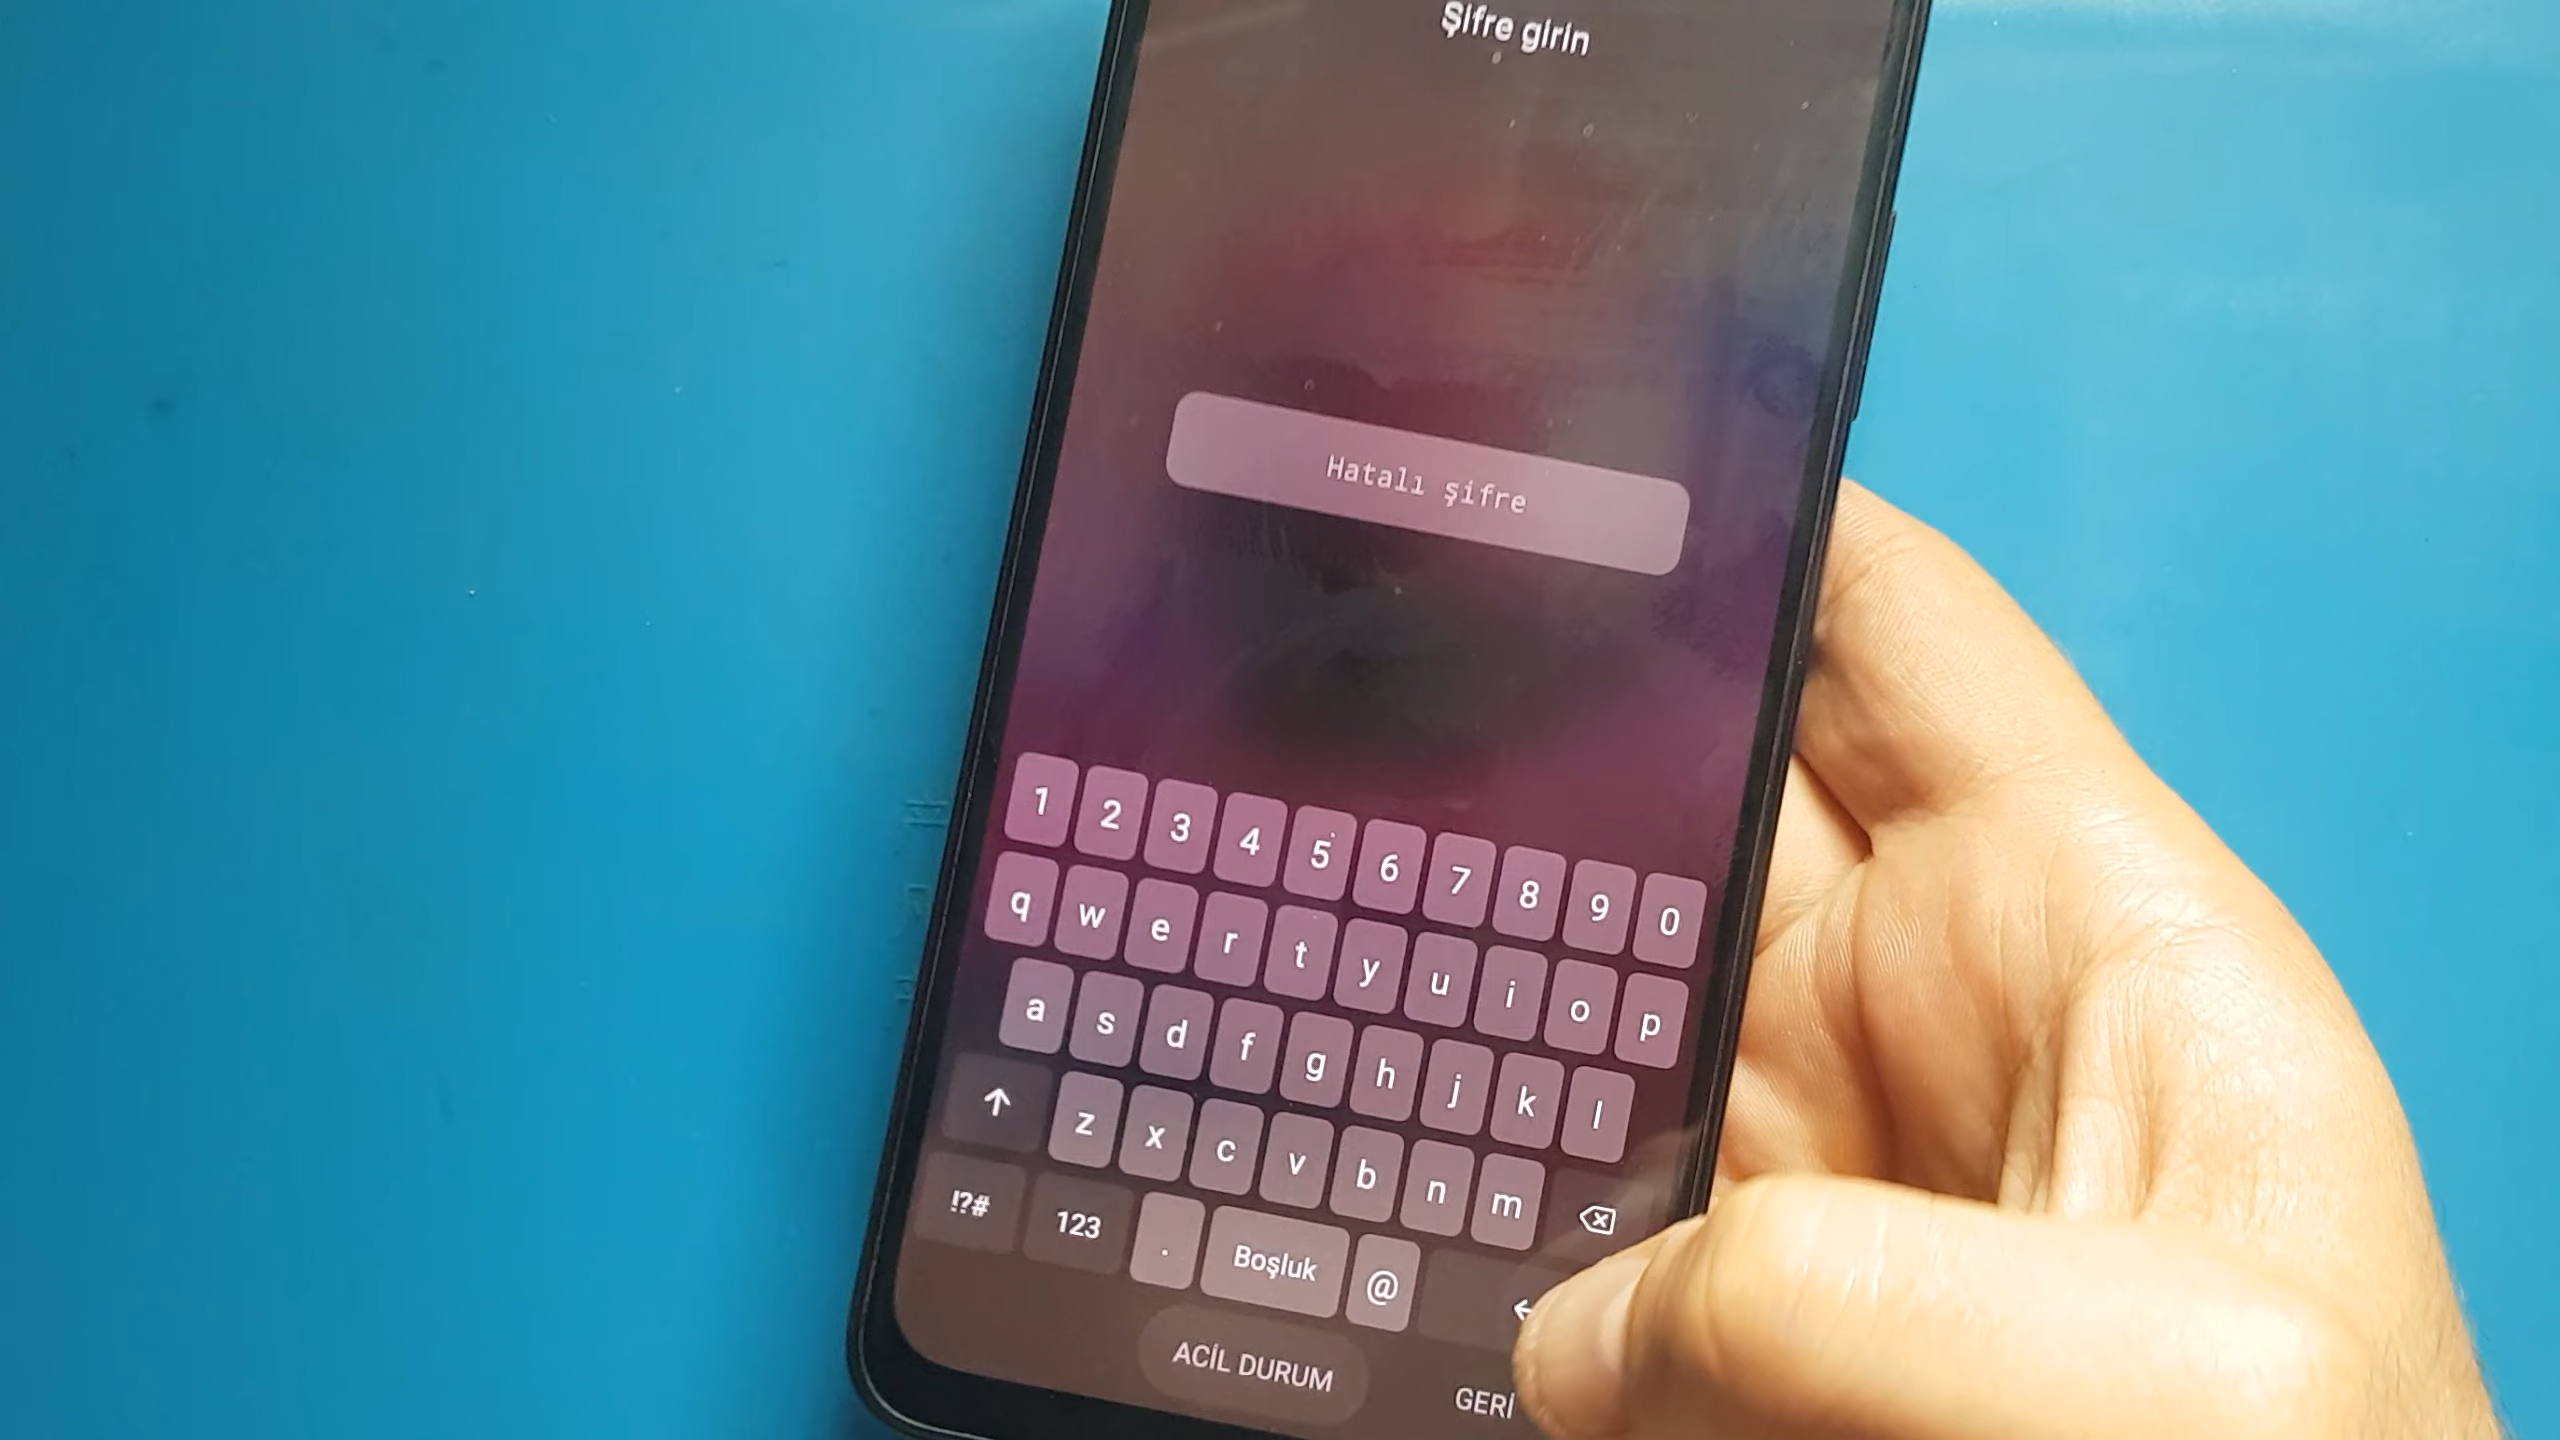 Şifre girin
Hatalı şifre
1 2 3 4 5 6 7 8 9 0
q w e r t y u i o p
a s d f g h j k l
z x c v b n m
!?# 123 . Boşluk @
ACİL DURUM GERİ